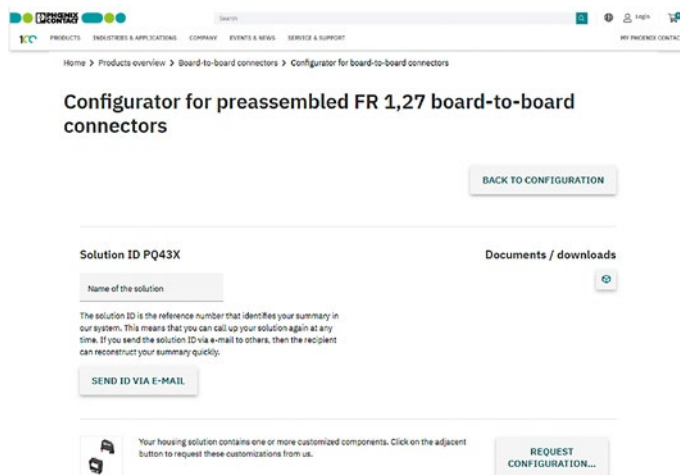 PHOENIX
CONTACT
Search
Login
100
PRODUCTS INDUSTRIES & APPLICATIONS COMPANY EVENTS & NEWS SERVICE & SUPPORT MY PHOENIX CONTAC
Home > Products overview > Board-to-board connectors > Configurator for board-to-board connectors
Configurator for preassembled FR 1,27 board-to-board
connectors
BACK TO CONFIGURATION
Solution ID PQ43X Documents / downloads
Name of the solution
The solution ID is the reference number that identifies your summary in
our system. This means that you can call up your solution again at any
time. If you send the solution ID via e-mail to others, then the recipient
can reconstruct your summary quickly.
SEND ID VIA E-MAIL
Your housing solution contains one or more customized components. Click on the adjacent
button to request these customizations from us.
REQUEST
CONFIGURATION...